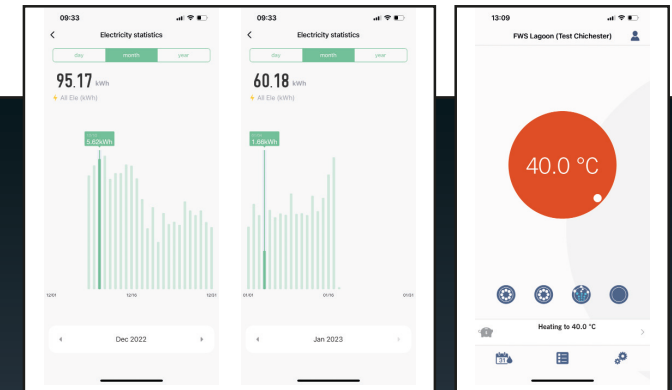 09:33
Electricity statistics
day month year
95.17 kWh
All Ele (kWh)
5.82kWh
12/01 12/16 12/31
Dec 2022
09:33
Electricity statistics
day month year
60.18 kWh
All Ele (kWh)
1.68kWh
01/01 01/16 01/31
Jan 2023
13:09
FWS Lagoon (Test Chichester)
40.0 °C
Heating to 40.0 °C